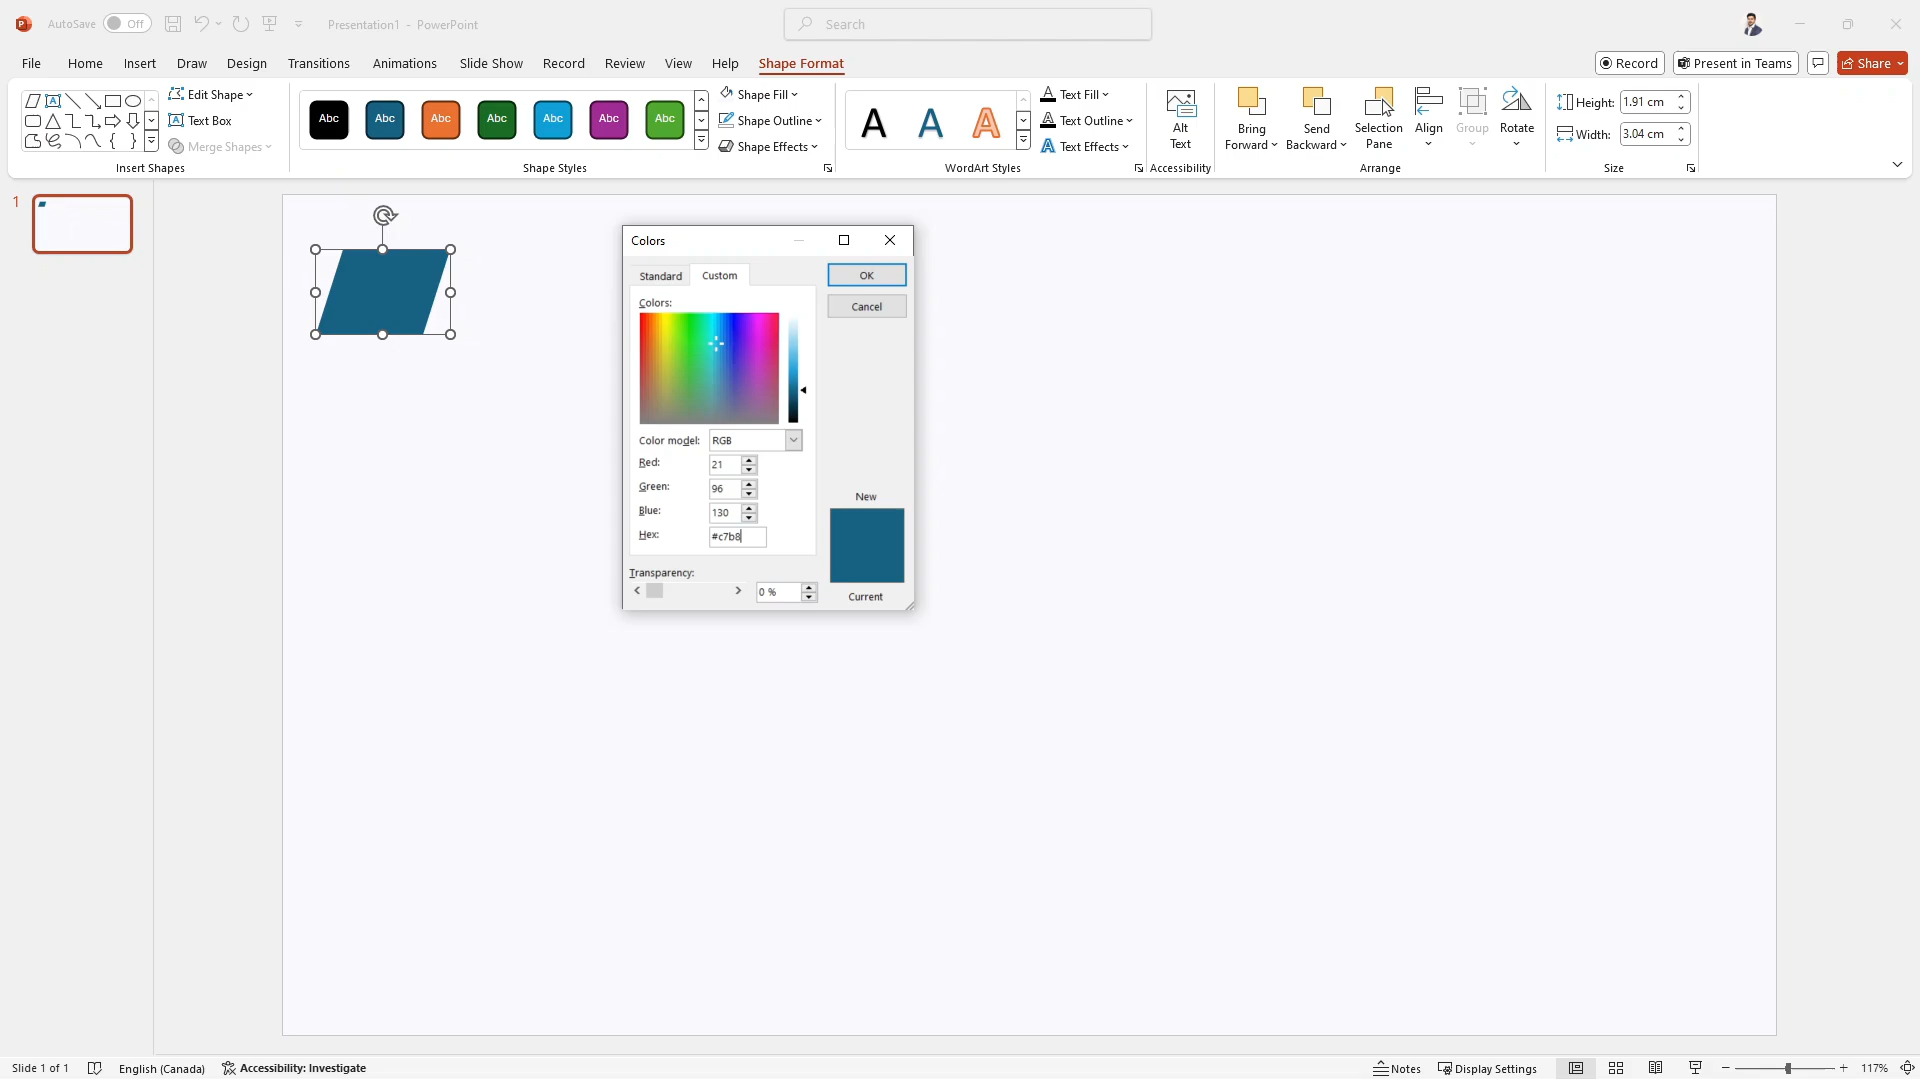 AutoSave Off Presentation1 - PowerPoint Search
File Home Insert Draw Design Transitions Animations Slide Show Record Review View Help Shape Format Record Present in Teams Share
Edit Shape
Text Box
Merge Shapes
Insert Shapes
Abc Abc Abc Abc Abc Abc Abc
Shape Styles
Shape Fill
Shape Outline
Shape Effects
A A A
WordArt Styles
Text Fill
Text Outline
Text Effects
Alt
Text
Accessibility
Bring
Forward
Send
Backward
Selection
Pane
Align
Group
Rotate
Arrange
Height: 1.91 cm
Width: 3.04 cm
Size
1
Colors
Standard Custom
OK
Cancel
Colors:
Color model: RGB
Red: 21
Green: 96
Blue: 130
Hex: #c7b8
Transparency:
0 %
New
Current
Slide 1 of 1 English (Canada) Accessibility: Investigate Notes Display Settings 117%